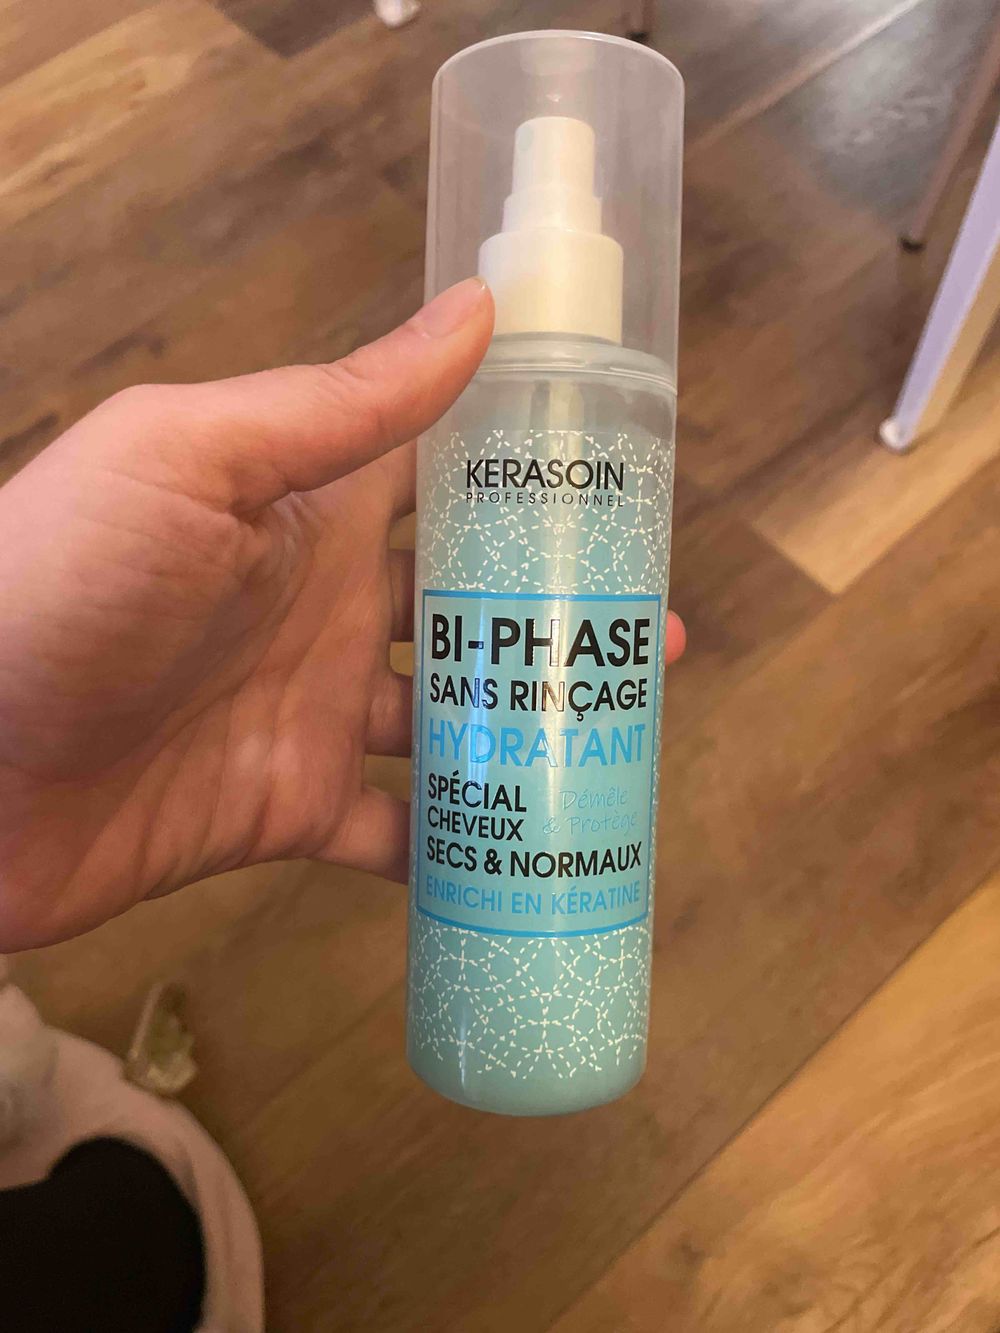 KERASOIN
PROFESSIONNEL
BI-PHASE
SANS RINÇAGE
HYDRATANT
SPÉCIAL
CHEVEUX
Démêle
& Protège
SECS & NORMAUX
ENRICHI EN KÉRATINE